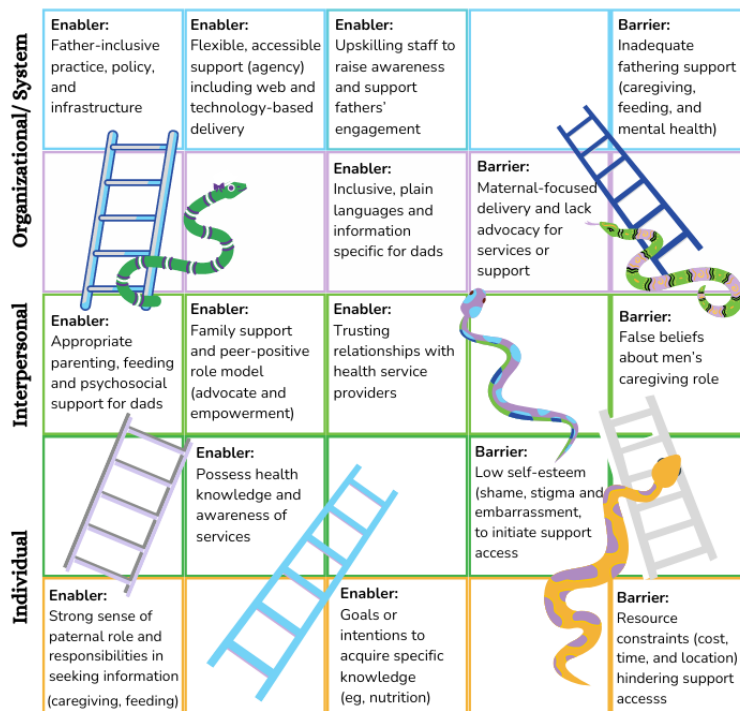 Organizational/ System
Enabler:
Father-inclusive
practice, policy,
and
infrastructure
Enabler:
Flexible, accessible
support (agency)
including web and
technology-based
delivery
Enabler:
Upskilling staff to
raise awareness
and support
fathers’
engagement
Barrier:
Inadequate
fathering support
(caregiving,
feeding, and
mental health)
Enabler:
Inclusive, plain
languages and
information
specific for dads
Barrier:
Maternal-focused
delivery and lack
advocacy for
services or
support
Interpersonal
Enabler:
Appropriate
parenting, feeding
and psychosocial
support for dads
Enabler:
Family support
and peer-positive
role model
(advocate and
empowerment)
Enabler:
Trusting
relationships with
health service
providers
Barrier:
False beliefs
about men’s
caregiving role
Individual
Enabler:
Possess health
knowledge and
awareness of
services
Barrier:
Low self-esteem
(shame, stigma and
embarrassment,
to initiate support
access
Enabler:
Strong sense of
paternal role and
responsibilities in
seeking information
(caregiving, feeding)
Enabler:
Goals or
intentions to
acquire specific
knowledge
(eg, nutrition)
Barrier:
Resource
constraints (cost,
time, and location)
hindering support
accesss